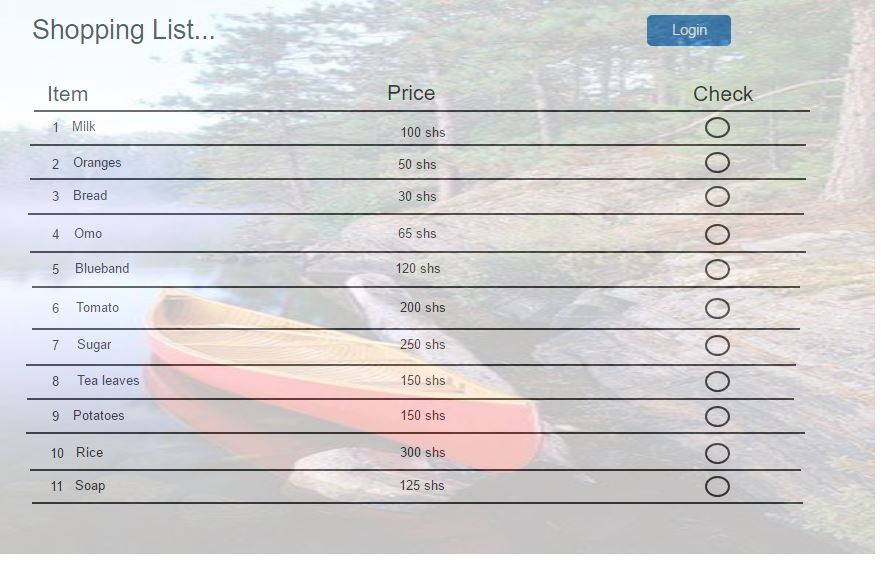 Shopping List... Login
Item Price Check
1 Milk 100 shs
2 Oranges 50 shs
3 Bread 30 shs
4 Omo 65 shs
5 Blueband 120 shs
6 Tomato 200 shs
7 Sugar 250 shs
8 Tea leaves 150 shs
9 Potatoes 150 shs
10 Rice 300 shs
11 Soap 125 shs